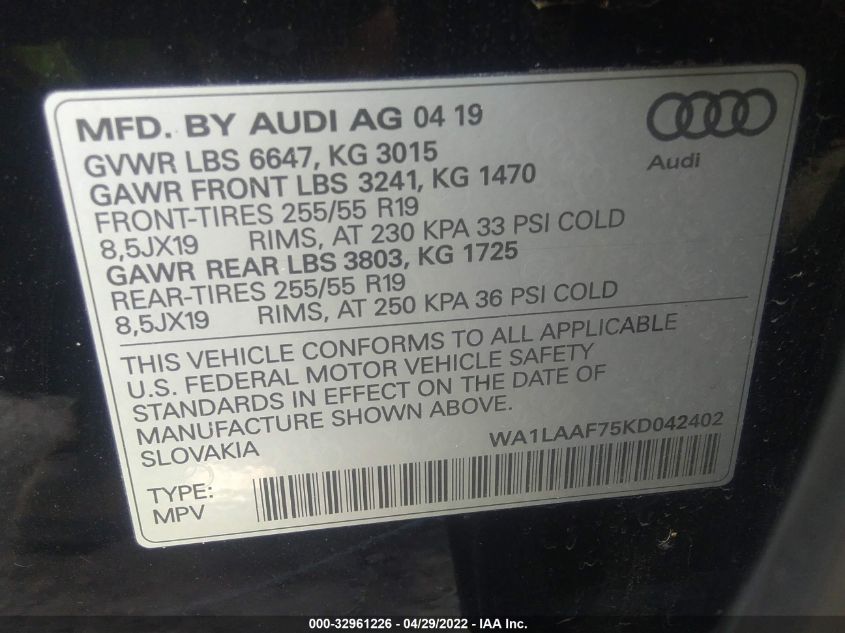 MFD. BY AUDI AG 04 19
Audi
GVWR LBS 6647, KG 3015
GAWR FRONT LBS 3241, KG 1470
FRONT-TIRES 255/55 R19
8,5JX19 RIMS, AT 230 KPA 33 PSI COLD
GAWR REAR LBS 3803, KG 1725
REAR-TIRES 255/55 R19
8,5JX19 RIMS, AT 250 KPA 36 PSI COLD
THIS VEHICLE CONFORMS TO ALL APPLICABLE
U.S. FEDERAL MOTOR VEHICLE SAFETY
STANDARDS IN EFFECT ON THE DATE OF
MANUFACTURE SHOWN ABOVE.
SLOVAKIA
WA1LAAF75KD042402
TYPE:
MPV
000-32961226 - 04/29/2022 - IAA Inc.